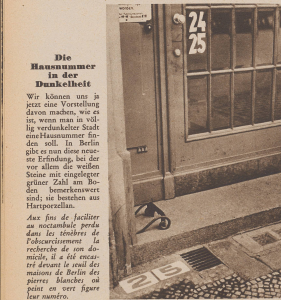 Die
Hausnummer
in der
Dunkelheit
Wir können uns ja
jetzt eine Vorstellung
davon machen, wie es
ist, wenn man in völ-
lig verdunkelter Stadt
eine Hausnummer fin-
den soll. In Berlin
gibt es nun diese neue-
ste Erfindung, bei der
vor allem die weißen
Steine mit eingelegter
grüner Zahl am Bo-
den bemerkenswert
sind; sie bestehen aus
Hartporzellan.
Aux fins de faciliter
au noctambule perdu
dans les ténèbres de
l'obscurcissement la
recherche de son do-
micile, il a été encas-
tré devant le seuil des
maisons de Berlin des
pierres blanches où
peint en vert figure
leur numéro.
24
25